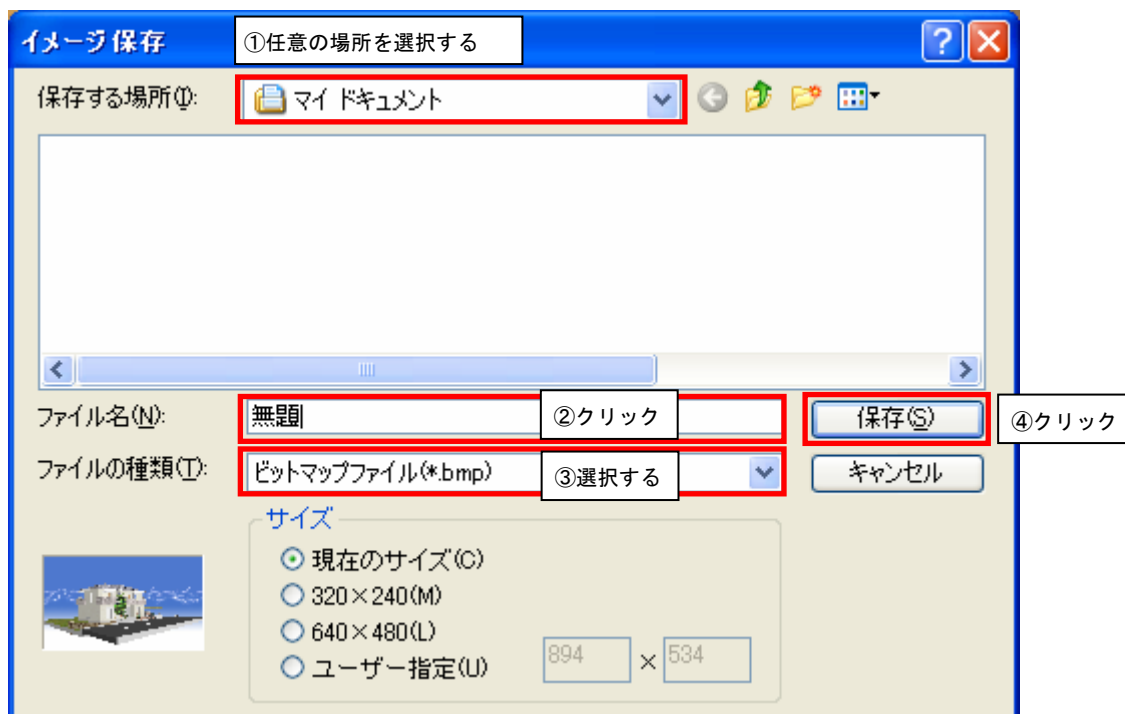 イメージ保存
①任意の場所を選択する
保存する場所(I):
マイ ドキュメント
ファイル名(N):
無題
②クリック
保存(S)
④クリック
ファイルの種類(T):
ビットマップファイル(*.bmp)
③選択する
キャンセル
サイズ
現在のサイズ(C)
320×240(M)
640×480(L)
ユーザー指定(U)
894 × 534